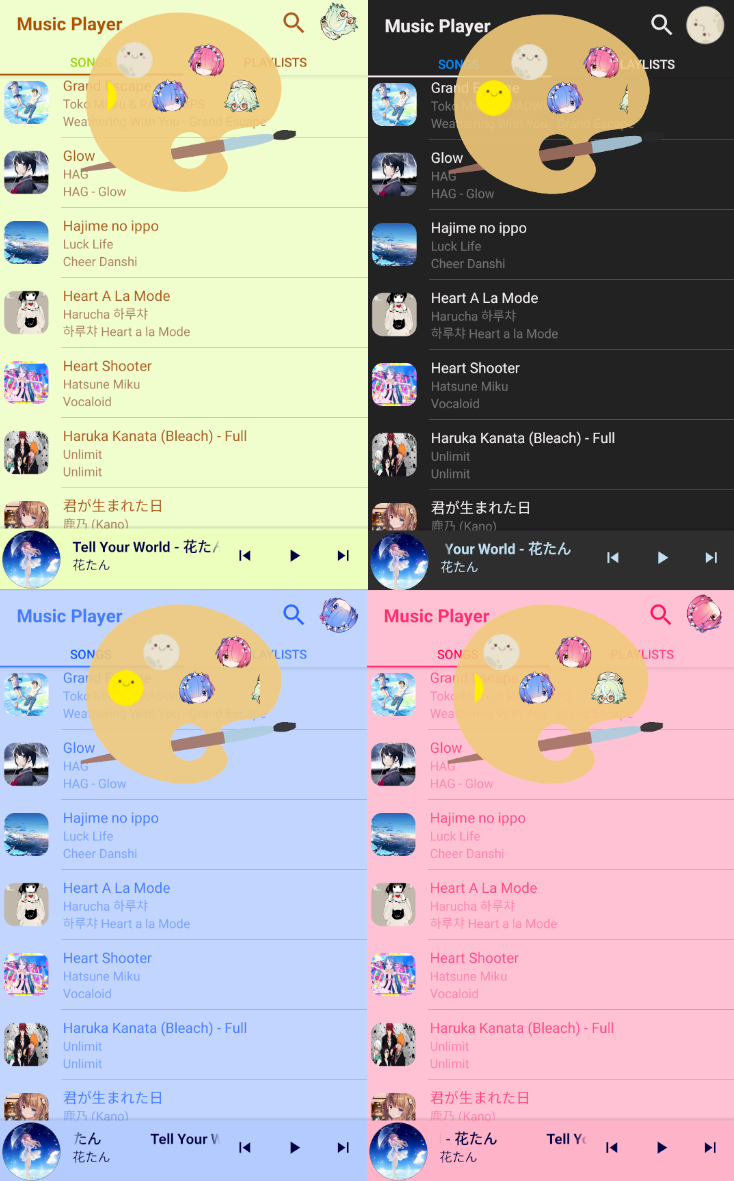 Music Player
SONGS PLAYLISTS
Grand Escape
Weathering With You - Grand Escape
Glow
HAG
HAG - Glow
Hajime no ippo
Luck Life
Cheer Danshi
Heart A La Mode
Harucha 하루챠
하루챠 Heart a la Mode
Heart Shooter
Hatsune Miku
Vocaloid
Haruka Kanata (Bleach) - Full
Unlimit
Unlimit
君が生まれた日
鹿乃 (Kano)
Tell Your World - 花たん
花たん
Music Player
SONGS PLAYLISTS
Grand Escape
Weathering With You - Grand Escape
Glow
HAG
HAG - Glow
Hajime no ippo
Luck Life
Cheer Danshi
Heart A La Mode
Harucha 하루챠
하루챠 Heart a la Mode
Heart Shooter
Hatsune Miku
Vocaloid
Haruka Kanata (Bleach) - Full
Unlimit
Unlimit
君が生まれた日
鹿乃 (Kano)
Your World - 花たん
花たん
Music Player
SONGS PLAYLISTS
Grand Escape
Weathering With You - Grand Escape
Glow
HAG
HAG - Glow
Hajime no ippo
Luck Life
Cheer Danshi
Heart A La Mode
Harucha 하루챠
하루챠 Heart a la Mode
Heart Shooter
Hatsune Miku
Vocaloid
Haruka Kanata (Bleach) - Full
Unlimit
Unlimit
君が生まれた日
鹿乃 (Kano)
たん Tell Your W
花たん
Music Player
SONGS PLAYLISTS
Grand Escape
Weathering With You - Grand Escape
Glow
HAG
HAG - Glow
Hajime no ippo
Luck Life
Cheer Danshi
Heart A La Mode
Harucha 하루챠
하루챠 Heart a la Mode
Heart Shooter
Hatsune Miku
Vocaloid
Haruka Kanata (Bleach) - Full
Unlimit
Unlimit
君が生まれた日
鹿乃 (Kano)
- 花たん Tell Yo
花たん